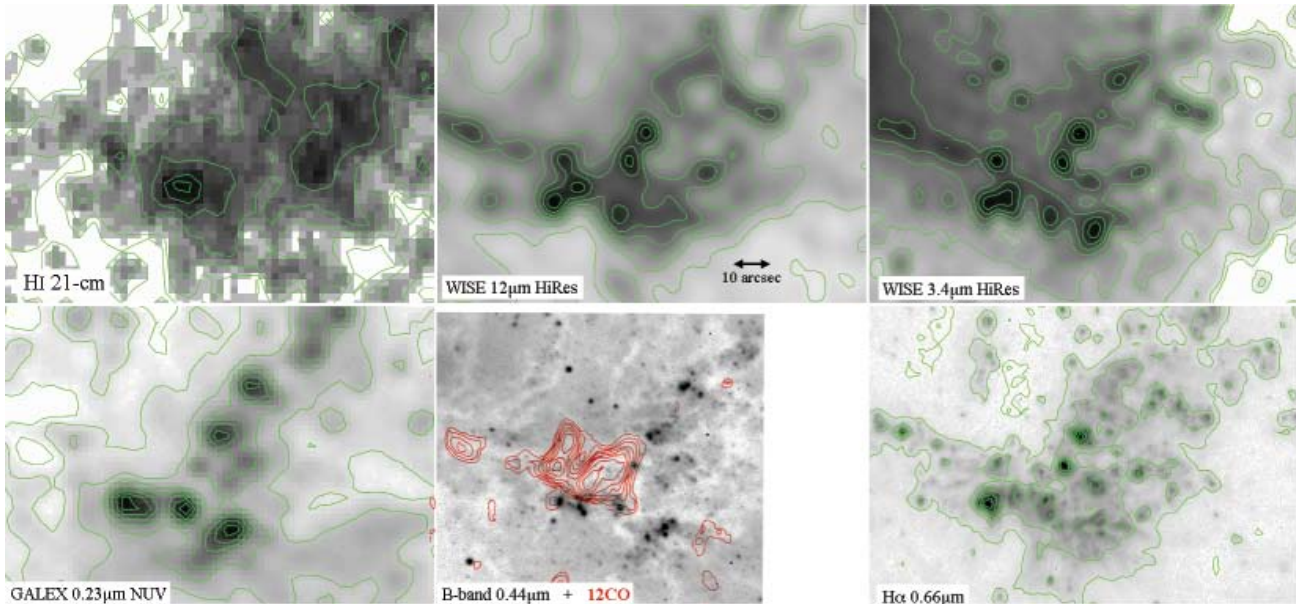 HI 21-cm
WISE 12μm HiRes
10 arcsec
WISE 3.4μm HiRes
GALEX 0.23μm NUV
B-band 0.44μm + 12CO
Hα 0.66μm